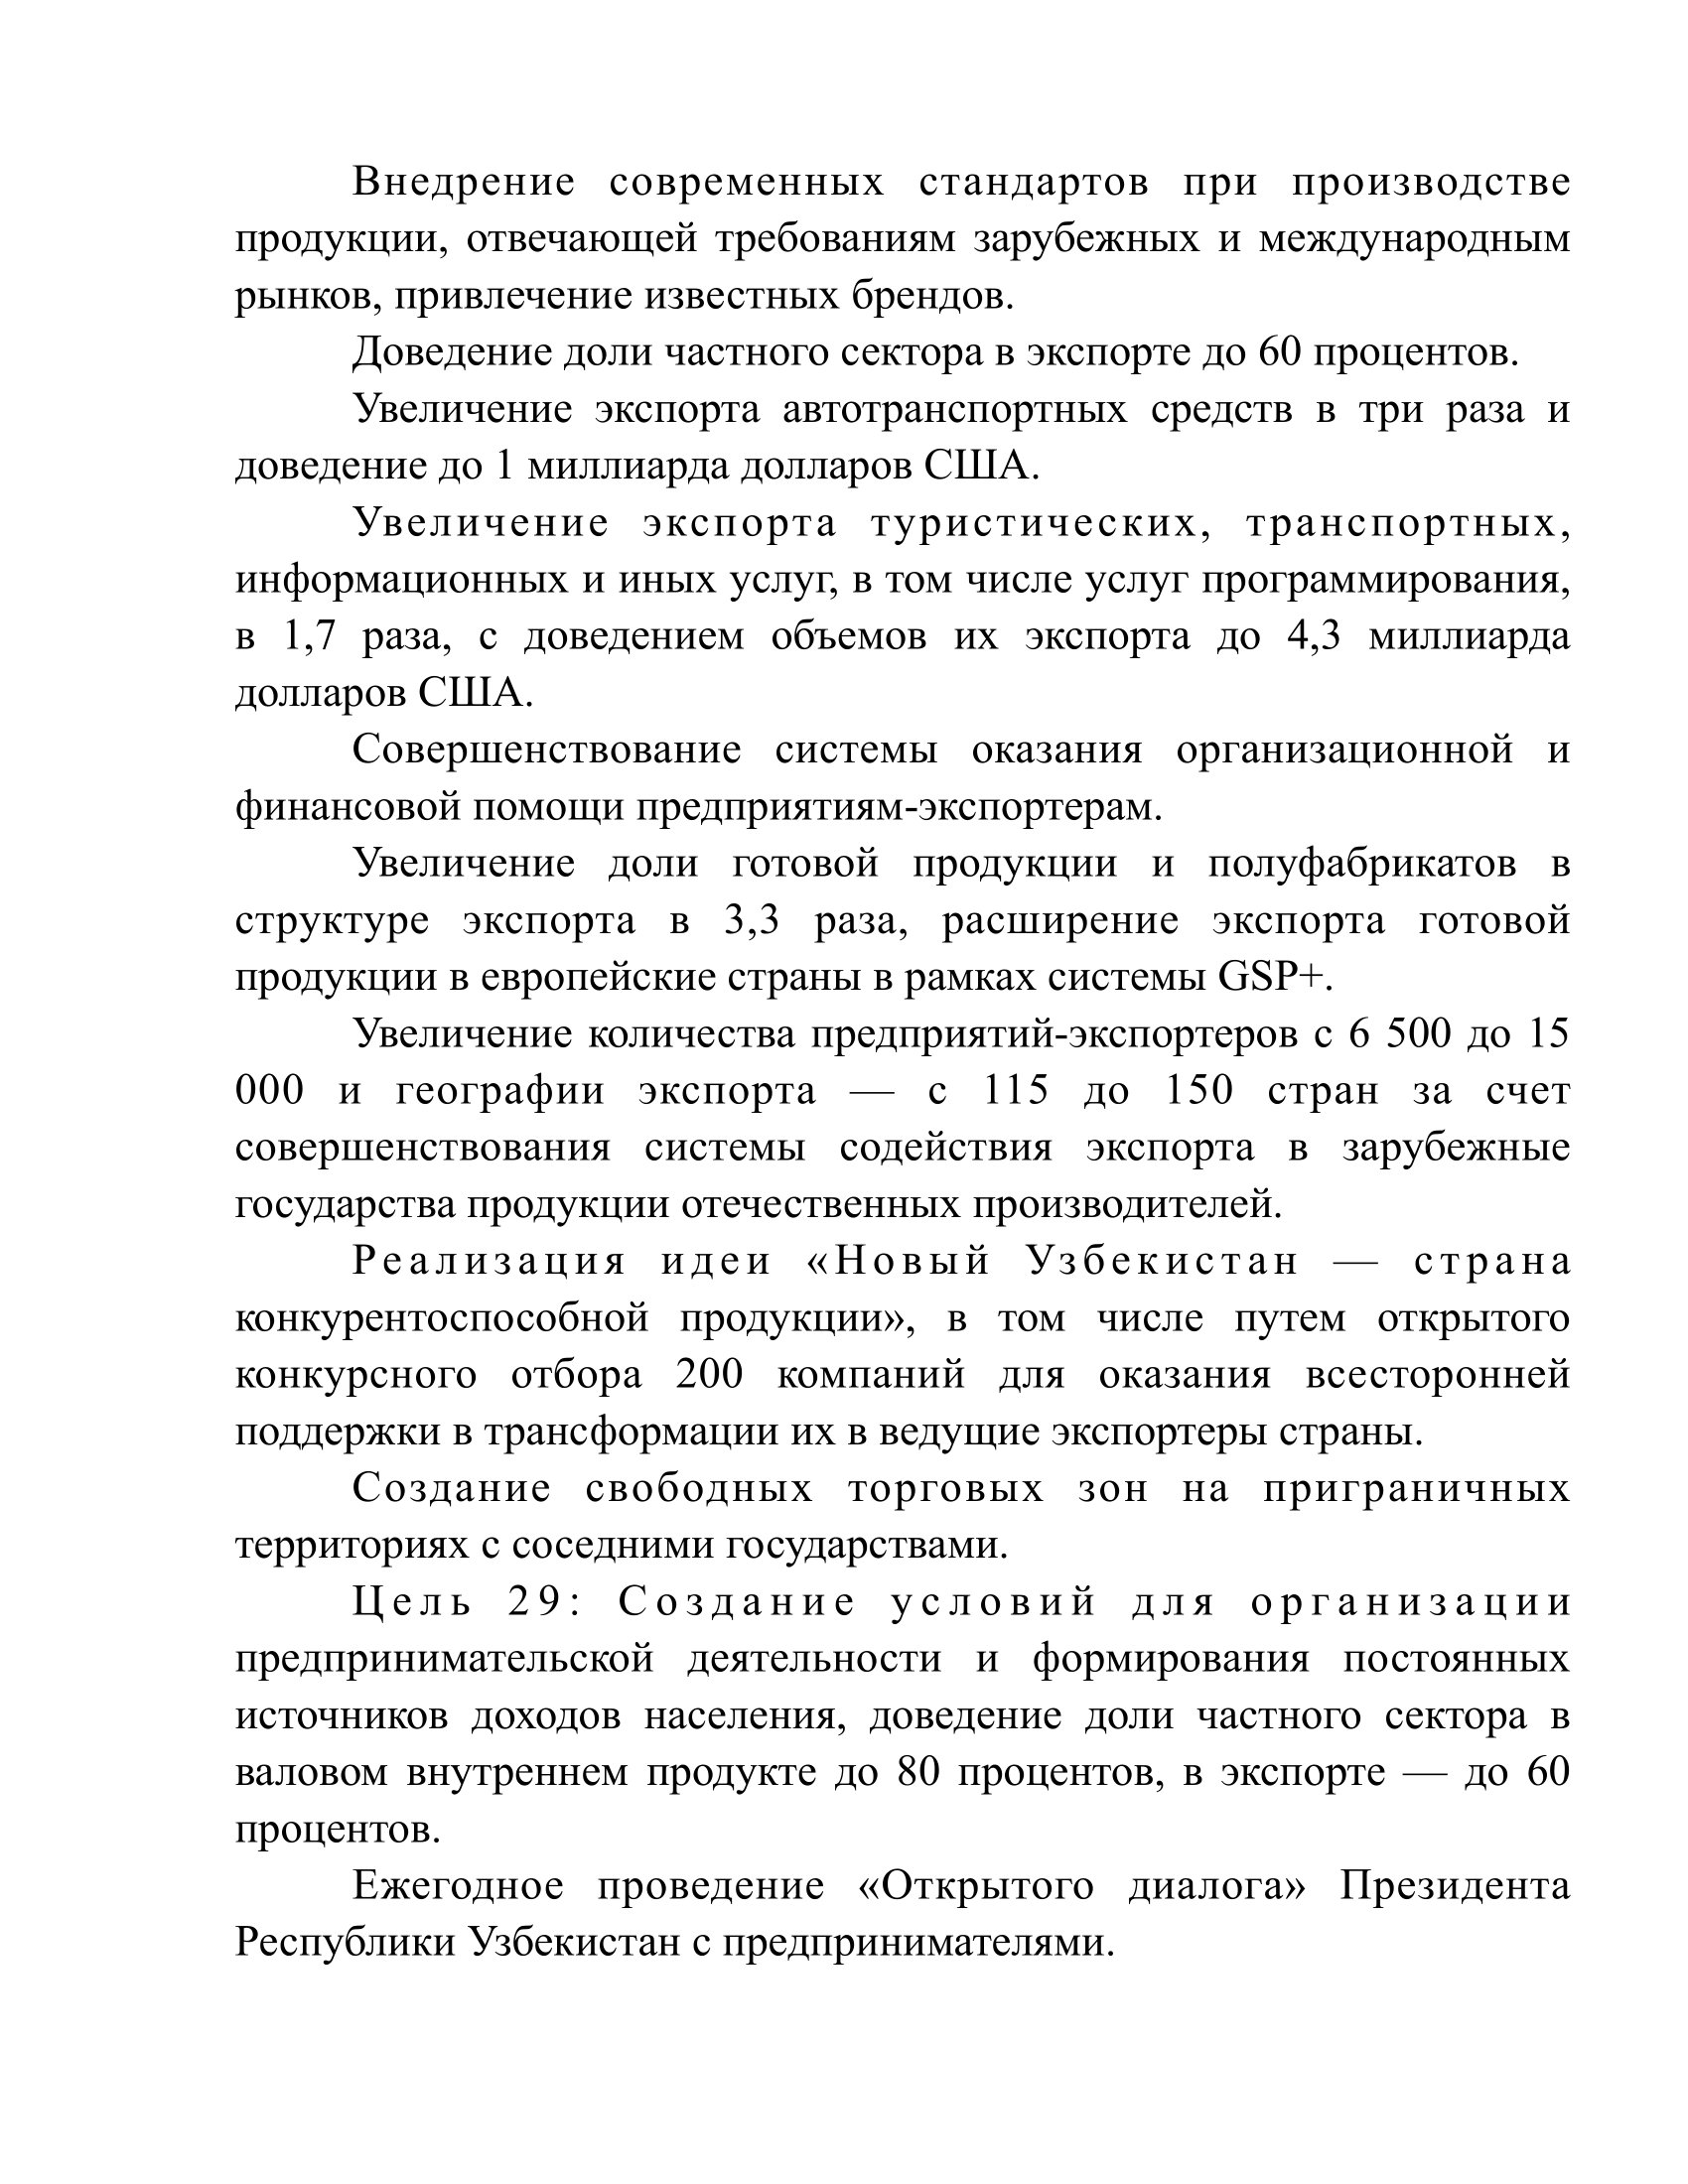 Внедрение современных стандартов при производстве
продукции, отвечающей требованиям зарубежных и международным
рынков, привлечение известных брендов.
Доведение доли частного сектора в экспорте до 60 процентов.
Увеличение экспорта автотранспортных средств в три раза и
доведение до 1 миллиарда долларов США.
Увеличение экспорта туристических, транспортных,
информационных и иных услуг, в том числе услуг программирования,
в 1,7 раза, с доведением объемов их экспорта до 4,3 миллиарда
долларов США.
Совершенствование системы оказания организационной и
финансовой помощи предприятиям-экспортерам.
Увеличение доли готовой продукции и полуфабрикатов в
структуре экспорта в 3,3 раза, расширение экспорта готовой
продукции в европейские страны в рамках системы GSP+.
Увеличение количества предприятий-экспортеров с 6 500 до 15
000 и географии экспорта — с 115 до 150 стран за счет
совершенствования системы содействия экспорта в зарубежные
государства продукции отечественных производителей.
Реализация идеи «Новый Узбекистан — страна
конкурентоспособной продукции», в том числе путем открытого
конкурсного отбора 200 компаний для оказания всесторонней
поддержки в трансформации их в ведущие экспортеры страны.
Создание свободных торговых зон на приграничных
территориях с соседними государствами.
Цель 29: Создание условий для организации
предпринимательской деятельности и формирования постоянных
источников доходов населения, доведение доли частного сектора в
валовом внутреннем продукте до 80 процентов, в экспорте — до 60
процентов.
Ежегодное проведение «Открытого диалога» Президента
Республики Узбекистан с предпринимателями.